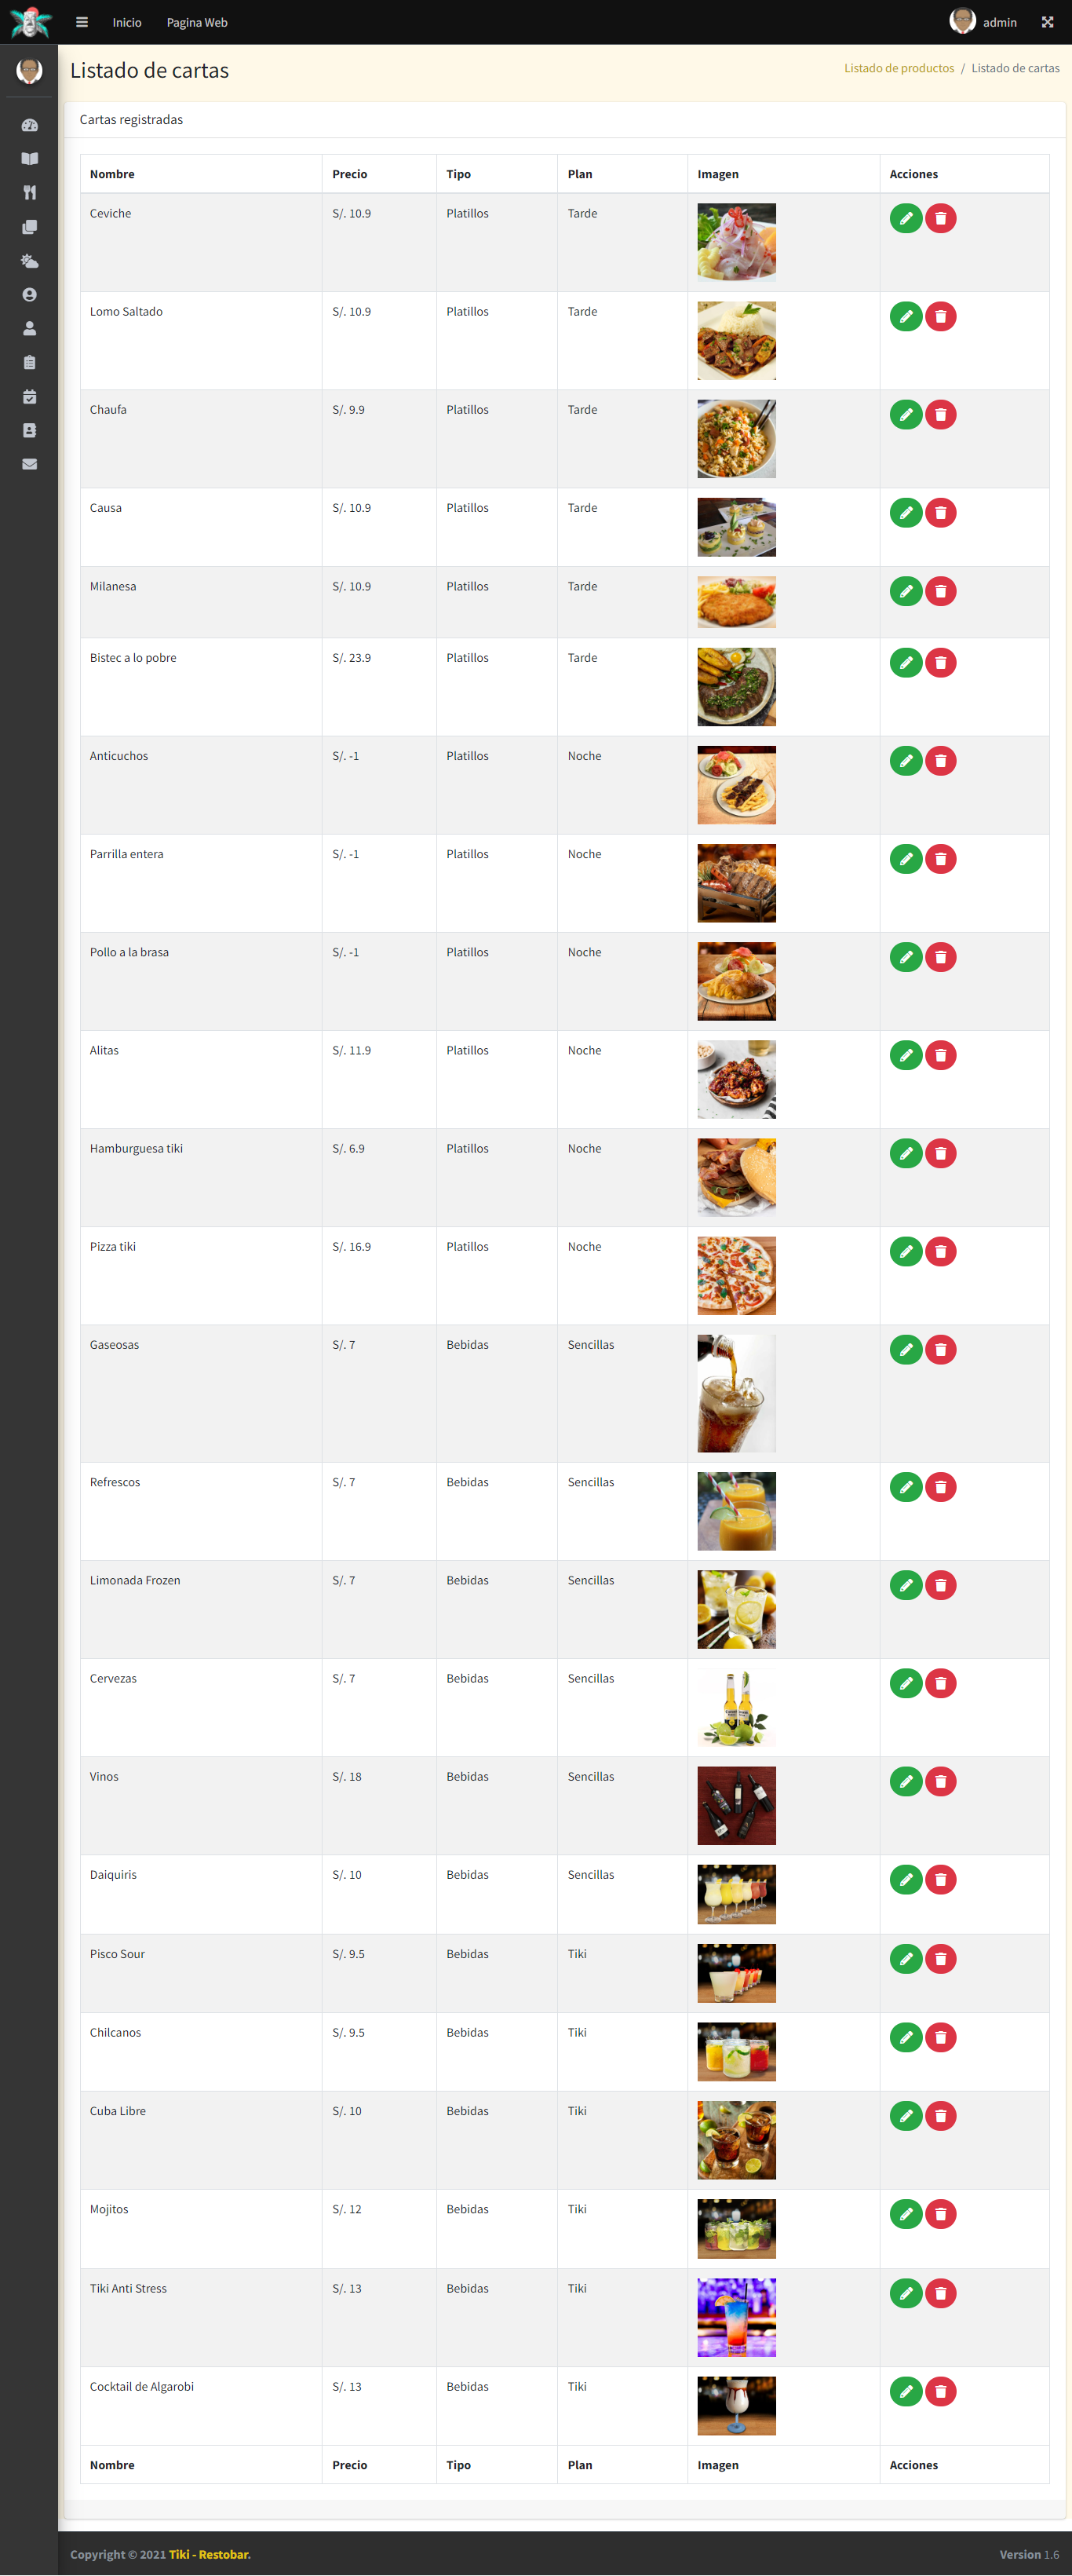 Inicio Pagina Web admin
Listado de cartas
Listado de productos / Listado de cartas
Cartas registradas
Nombre Precio Tipo Plan Imagen Acciones
Ceviche S/. 10.9 Platillos Tarde
Lomo Saltado S/. 10.9 Platillos Tarde
Chaufa S/. 9.9 Platillos Tarde
Causa S/. 10.9 Platillos Tarde
Milanesa S/. 10.9 Platillos Tarde
Bistec a lo pobre S/. 23.9 Platillos Tarde
Anticuchos S/. -1 Platillos Noche
Parrilla entera S/. -1 Platillos Noche
Pollo a la brasa S/. -1 Platillos Noche
Alitas S/. 11.9 Platillos Noche
Hamburguesa tiki S/. 6.9 Platillos Noche
Pizza tiki S/. 16.9 Platillos Noche
Gaseosas S/. 7 Bebidas Sencillas
Refrescos S/. 7 Bebidas Sencillas
Limonada Frozen S/. 7 Bebidas Sencillas
Cervezas S/. 7 Bebidas Sencillas
Vinos S/. 18 Bebidas Sencillas
Daiquiris S/. 10 Bebidas Sencillas
Pisco Sour S/. 9.5 Bebidas Tiki
Chilcanos S/. 9.5 Bebidas Tiki
Cuba Libre S/. 10 Bebidas Tiki
Mojitos S/. 12 Bebidas Tiki
Tiki Anti Stress S/. 13 Bebidas Tiki
Cocktail de Algarobi S/. 13 Bebidas Tiki
Nombre Precio Tipo Plan Imagen Acciones
Copyright © 2021 Tiki - Restobar. Version 1.6